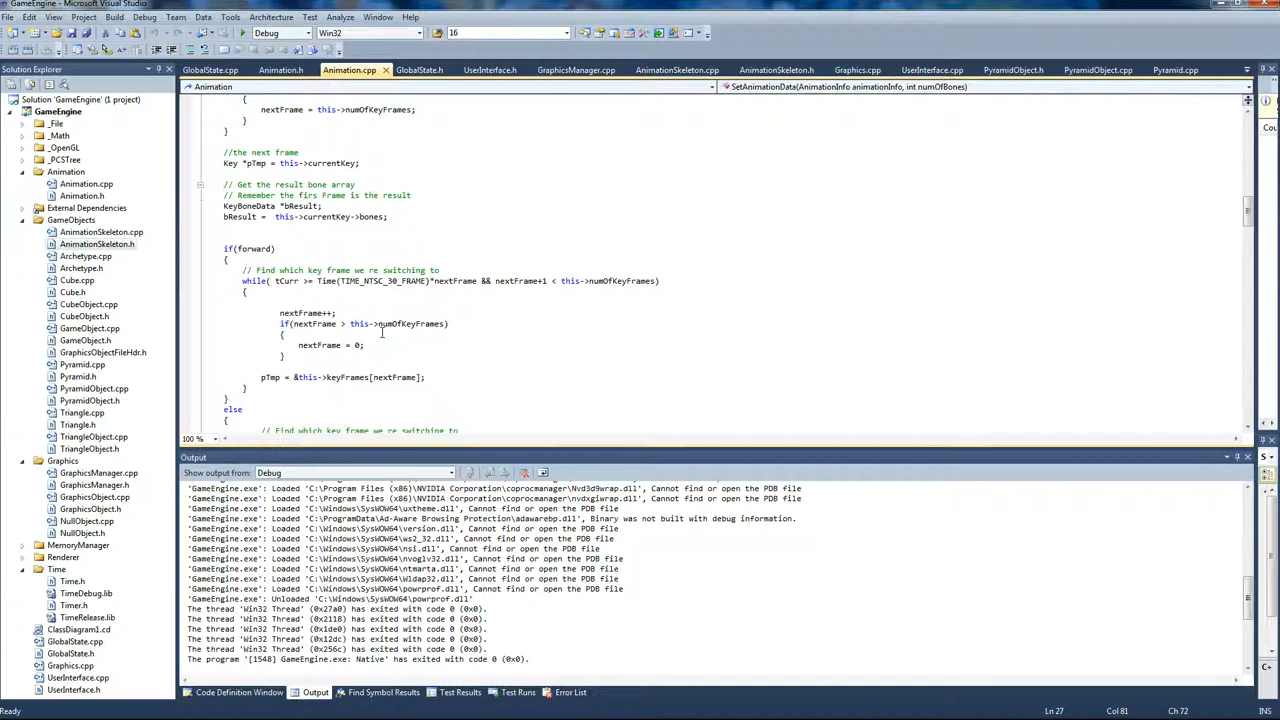 GameEngine - Microsoft Visual Studio
File Edit View Project Build Debug Team Data Tools Architecture Test Analyze Window Help
Debug Win32 16
Solution Explorer
GlobalState.cpp Animation.h Animation.cpp GlobalState.h UserInterface.h GraphicsManager.cpp AnimationSkeleton.cpp AnimationSkeleton.h Graphics.cpp UserInterface.cpp PyramidObject.h PyramidObject.cpp Pyramid.cpp
Animation SetAnimationData(AnimationInfo animationInfo, int numOfBones)
Solution 'GameEngine' (1 project)
GameEngine
_File
_Math
_OpenGL
_PCSTree
Animation
Animation.cpp
Animation.h
External Dependencies
GameObjects
AnimationSkeleton.cpp
AnimationSkeleton.h
Archetype.cpp
Archetype.h
Cube.cpp
Cube.h
CubeObject.cpp
CubeObject.h
GameObject.cpp
GameObject.h
GraphicsObjectFileHdr.h
Pyramid.cpp
Pyramid.h
PyramidObject.cpp
PyramidObject.h
Triangle.cpp
Triangle.h
TriangleObject.cpp
TriangleObject.h
Graphics
GraphicsManager.cpp
GraphicsManager.h
GraphicsObject.cpp
GraphicsObject.h
NullObject.cpp
NullObject.h
MemoryManager
Renderer
Time
Time.h
TimeDebug.lib
Timer.h
TimeRelease.lib
ClassDiagram1.cd
GlobalState.cpp
GlobalState.h
Graphics.cpp
UserInterface.cpp
UserInterface.h
{
nextFrame = this->numOfKeyFrames;
}
}
//the next frame
Key *pTmp = this->currentKey;
// Get the result bone array
// Remember the firs Frame is the result
KeyBoneData *bResult;
bResult =  this->currentKey->bones;
if(forward)
{
// Find which key frame we re switching to
while( tCurr >= Time(TIME_NTSC_30_FRAME)*nextFrame && nextFrame+1 < this->numOfKeyFrames)
{
nextFrame++;
if(nextFrame > this->numOfKeyFrames)
{
nextFrame = 0;
}
pTmp = &this->keyFrames[nextFrame];
}
}
else
{
// Find which key frame we re switching to
100 %
Output
Show output from: Debug
'GameEngine.exe': Loaded 'C:\Program Files (x86)\NVIDIA Corporation\coprocmanager\Nvd3d9wrap.dll', Cannot find or open the PDB file
'GameEngine.exe': Loaded 'C:\Program Files (x86)\NVIDIA Corporation\coprocmanager\nvdxgiwrap.dll', Cannot find or open the PDB file
'GameEngine.exe': Loaded 'C:\Windows\SysWOW64\uxtheme.dll', Cannot find or open the PDB file
'GameEngine.exe': Loaded 'C:\ProgramData\Ad-Aware Browsing Protection\adawarebp.dll', Binary was not built with debug information.
'GameEngine.exe': Loaded 'C:\Windows\SysWOW64\version.dll', Cannot find or open the PDB file
'GameEngine.exe': Loaded 'C:\Windows\SysWOW64\ws2_32.dll', Cannot find or open the PDB file
'GameEngine.exe': Loaded 'C:\Windows\SysWOW64\nsi.dll', Cannot find or open the PDB file
'GameEngine.exe': Loaded 'C:\Windows\SysWOW64\nvoglv32.dll', Cannot find or open the PDB file
'GameEngine.exe': Loaded 'C:\Windows\SysWOW64\ntmarta.dll', Cannot find or open the PDB file
'GameEngine.exe': Loaded 'C:\Windows\SysWOW64\Wldap32.dll', Cannot find or open the PDB file
'GameEngine.exe': Loaded 'C:\Windows\SysWOW64\powrprof.dll', Cannot find or open the PDB file
'GameEngine.exe': Unloaded 'C:\Windows\SysWOW64\powrprof.dll'
The thread 'Win32 Thread' (0x27a0) has exited with code 0 (0x0).
The thread 'Win32 Thread' (0x2118) has exited with code 0 (0x0).
The thread 'Win32 Thread' (0x1de0) has exited with code 0 (0x0).
The thread 'Win32 Thread' (0x12dc) has exited with code 0 (0x0).
The thread 'Win32 Thread' (0x256c) has exited with code 0 (0x0).
The program '[1548] GameEngine.exe: Native' has exited with code 0 (0x0).
Code Definition Window Output Find Symbol Results Test Results Test Runs Error List
Cou
S
C+
Ready Ln 27 Col 81 Ch 72 INS